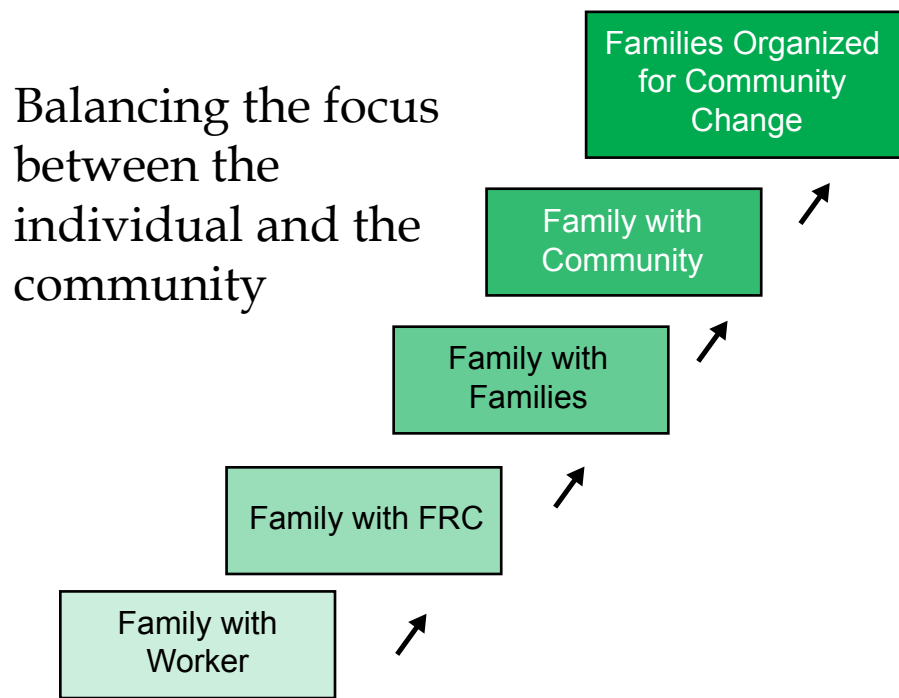 Balancing the focus
between the
individual and the
community
Families Organized
for Community
Change
Family with
Community
Family with
Families
Family with FRC
Family with
Worker